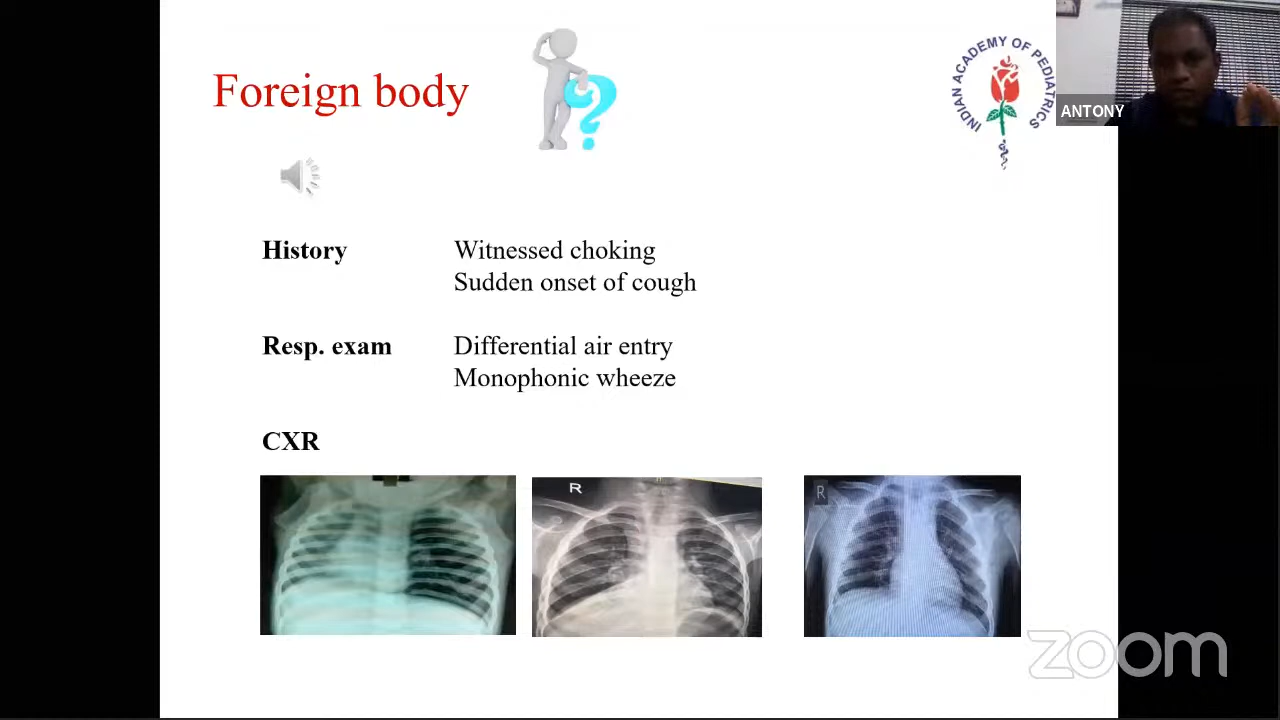 Foreign body
INDIAN ACADEMY OF PEDIATRICS
ANTONY
History
Witnessed choking
Sudden onset of cough
Resp. exam
Differential air entry
Monophonic wheeze
CXR
R
R
zoom